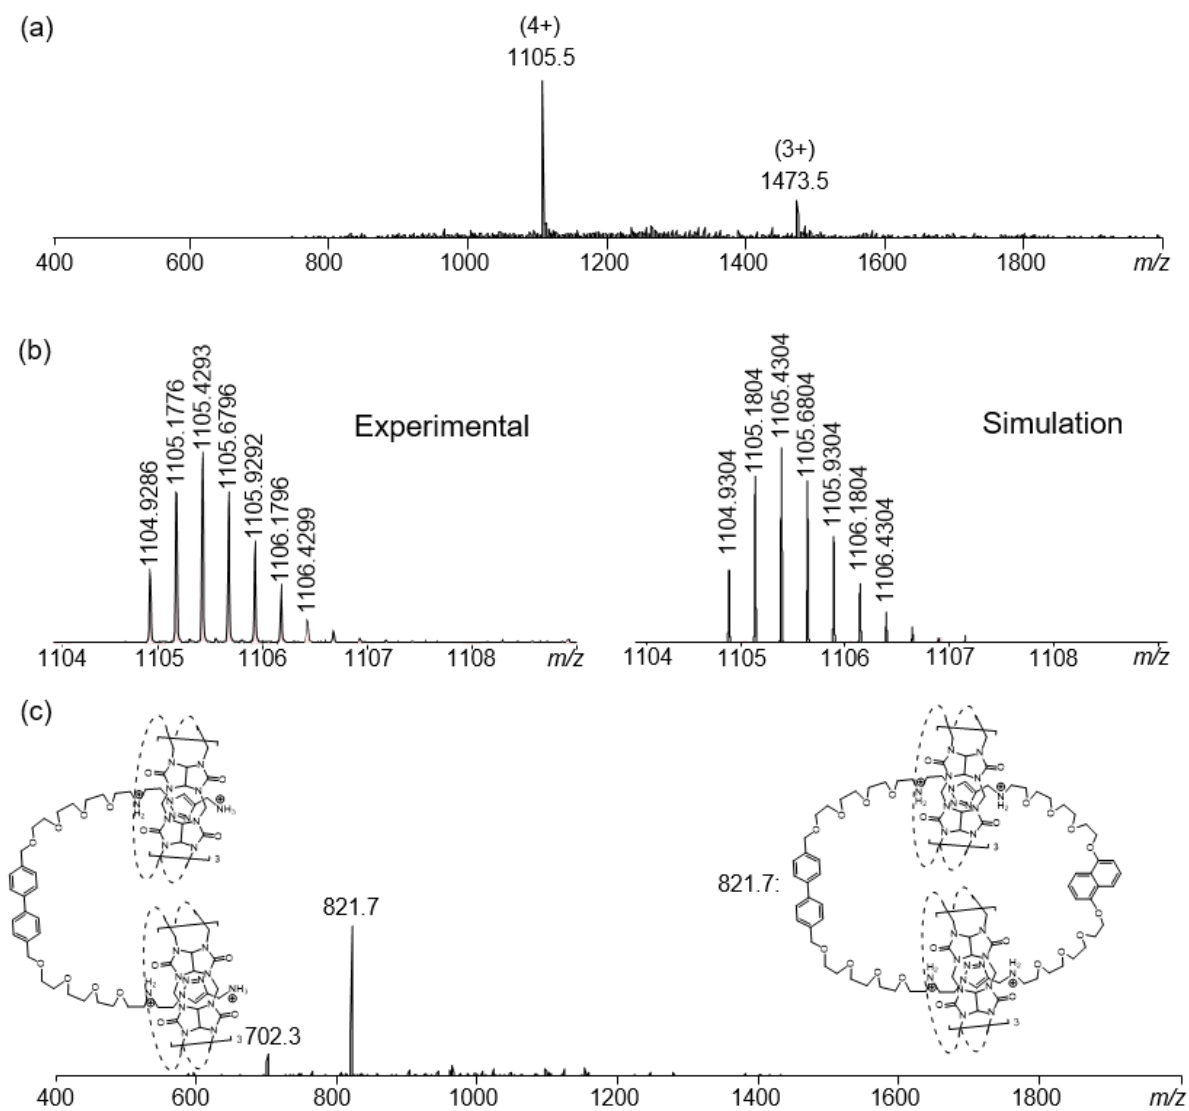 (a)
(4+)
1105.5
(3+)
1473.5
400 600 800 1000 1200 1400 1600 1800 m/z
(b)
Experimental
1104.9286 1105.1776 1105.4293 1105.6796 1105.9292 1106.1796 1106.4299
1104 1105 1106 1107 1108 m/z
Simulation
1104.9304 1105.1804 1105.4304 1105.6804 1105.9304 1106.1804 1106.4304
1104 1105 1106 1107 1108 m/z
(c)
702.3
821.7
821.7:
400 600 800 1000 1200 1400 1600 1800 m/z